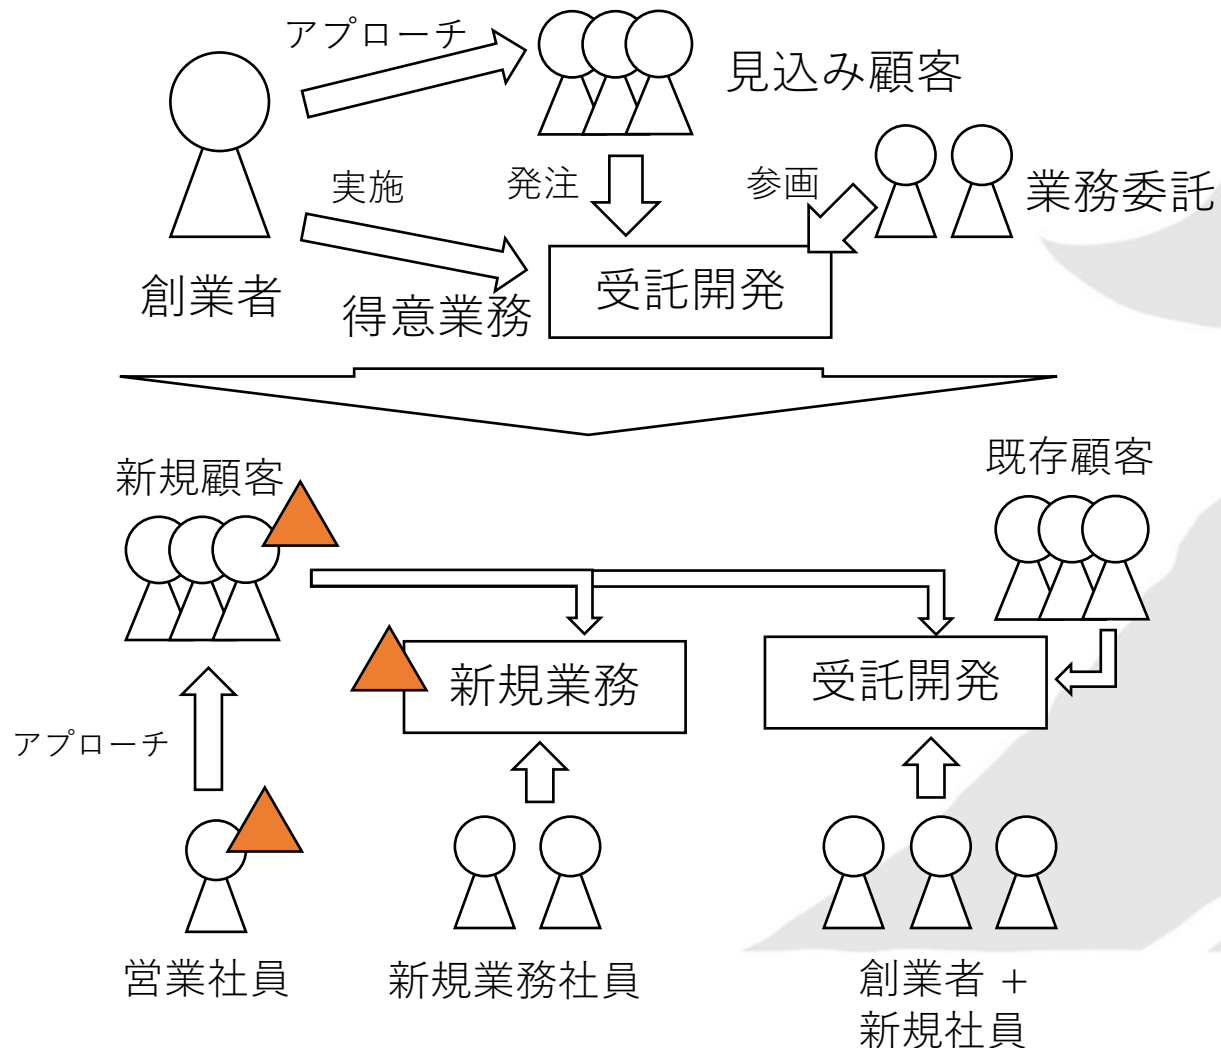 アプローチ
見込み顧客
実施
発注
参画
業務委託
創業者
得意業務
受託開発
新規顧客
既存顧客
新規業務
受託開発
アプローチ
営業社員
新規業務社員
創業者 +
新規社員